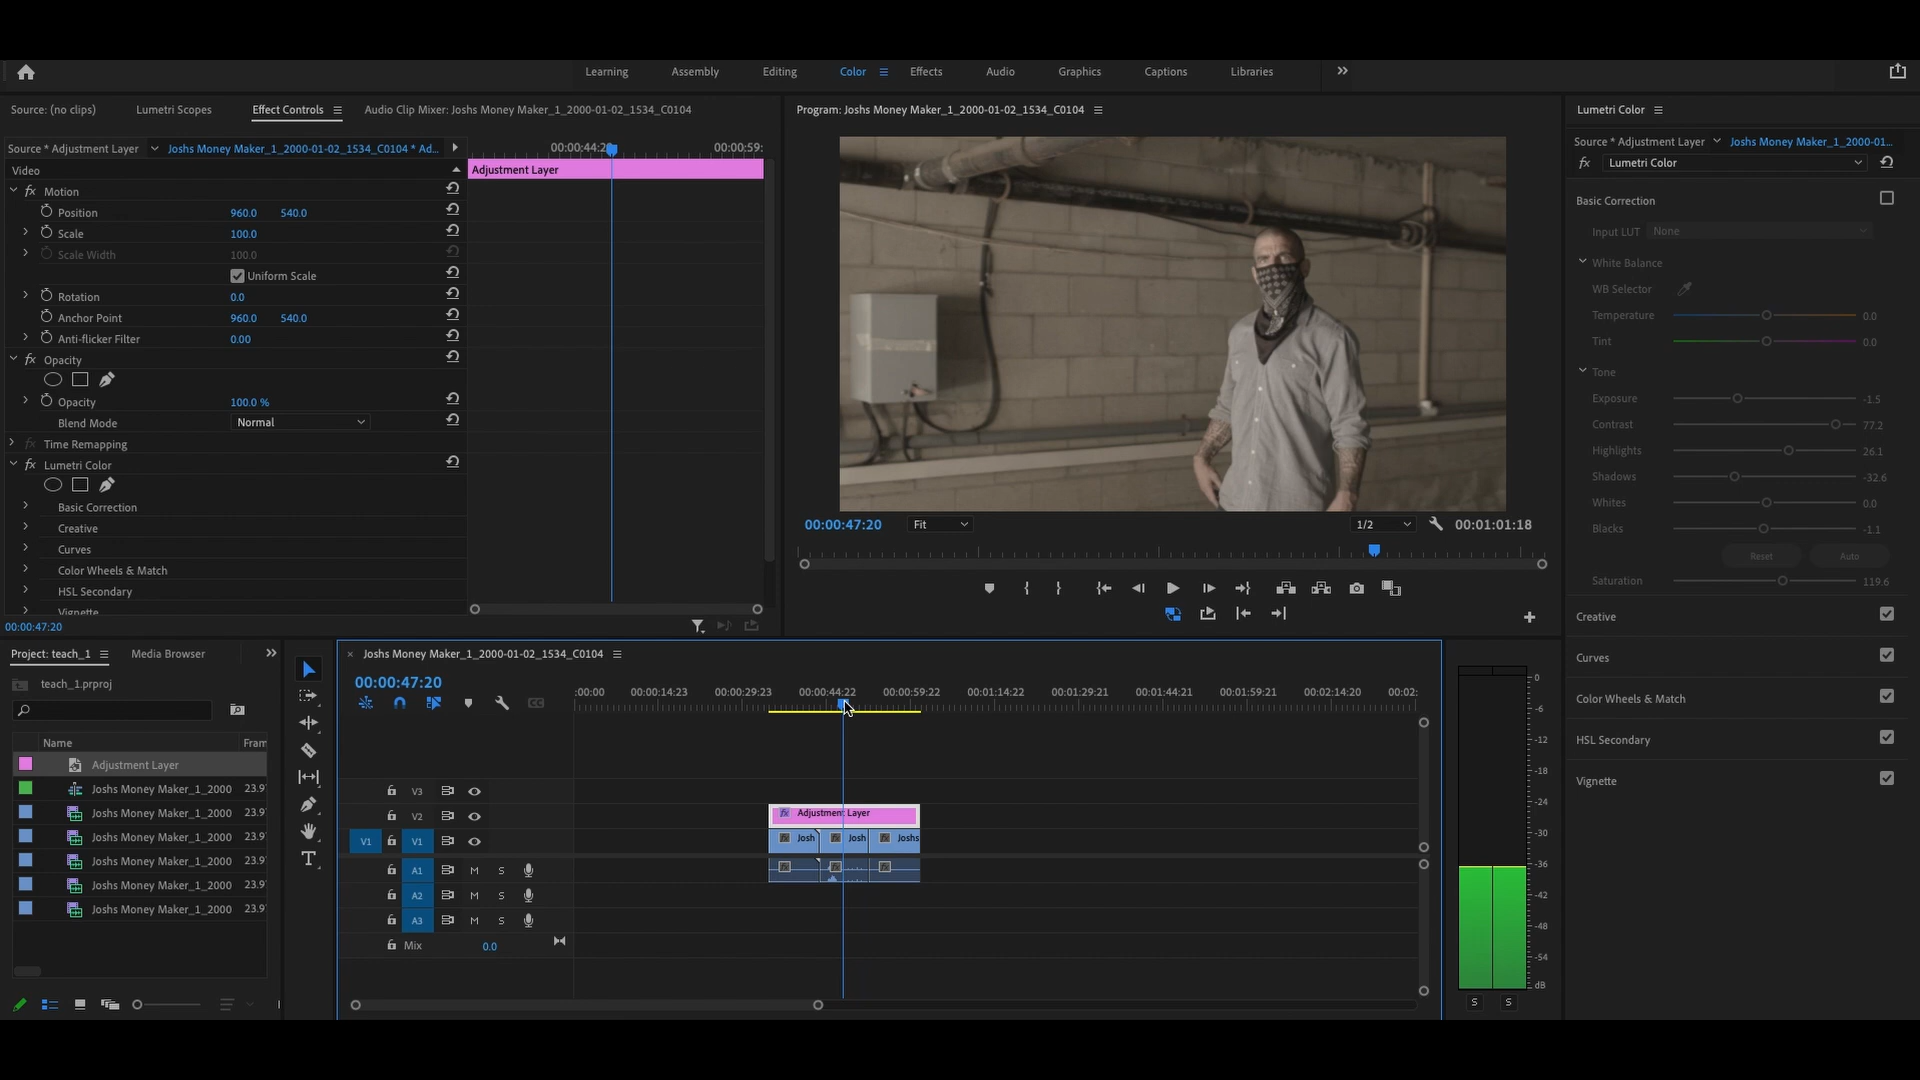 Learning Assembly Editing Color Effects Audio Graphics Captions Libraries
Source: (no clips) Lumetri Scopes Effect Controls Audio Clip Mixer: Joshs Money Maker_1_2000-01-02_1534_C0104
Source * Adjustment Layer Joshs Money Maker_1_2000-01-02_1534_C0104 * Ad...
00:00:44:2 00:00:59:
Video
Adjustment Layer
fx Motion
Position 960.0 540.0
Scale 100.0
Scale Width 100.0
Uniform Scale
Rotation 0.0
Anchor Point 960.0 540.0
Anti-flicker Filter 0.00
fx Opacity
Opacity 100.0 %
Blend Mode Normal
fx Time Remapping
fx Lumetri Color
Basic Correction
Creative
Curves
Color Wheels & Match
HSL Secondary
Vignette
00:00:47:20
Program: Joshs Money Maker_1_2000-01-02_1534_C0104
00:00:47:20 Fit 1/2 00:01:01:18
Lumetri Color
Source * Adjustment Layer Joshs Money Maker_1_2000-01...
fx Lumetri Color
Basic Correction
Input LUT None
White Balance
WB Selector
Temperature 0.0
Tint 0.0
Tone
Exposure -1.5
Contrast 77.2
Highlights 26.1
Shadows -32.6
Whites 0.0
Blacks -1.1
Reset Auto
Saturation 119.6
Creative
Curves
Color Wheels & Match
HSL Secondary
Vignette
Project: teach_1 Media Browser
teach_1.prproj
Name Fram
Adjustment Layer
Joshs Money Maker_1_2000 23.9
Joshs Money Maker_1_2000 23.9
Joshs Money Maker_1_2000 23.9
Joshs Money Maker_1_2000 23.9
Joshs Money Maker_1_2000 23.9
Joshs Money Maker_1_2000 23.9
× Joshs Money Maker_1_2000-01-02_1534_C0104
00:00:47:20
:00:00 00:00:14:23 00:00:29:23 00:00:44:22 00:00:59:22 00:01:14:22 00:01:29:21 00:01:44:21 00:01:59:21 00:02:14:20 00:02:
V3
V2 fx Adjustment Layer
V1 V1 fx Josh fx Josh fx Joshs
A1 M S
A2 M S
A3 M S
Mix 0.0
0
-6
-12
-18
-24
-30
-36
-42
-48
-54
dB
S S